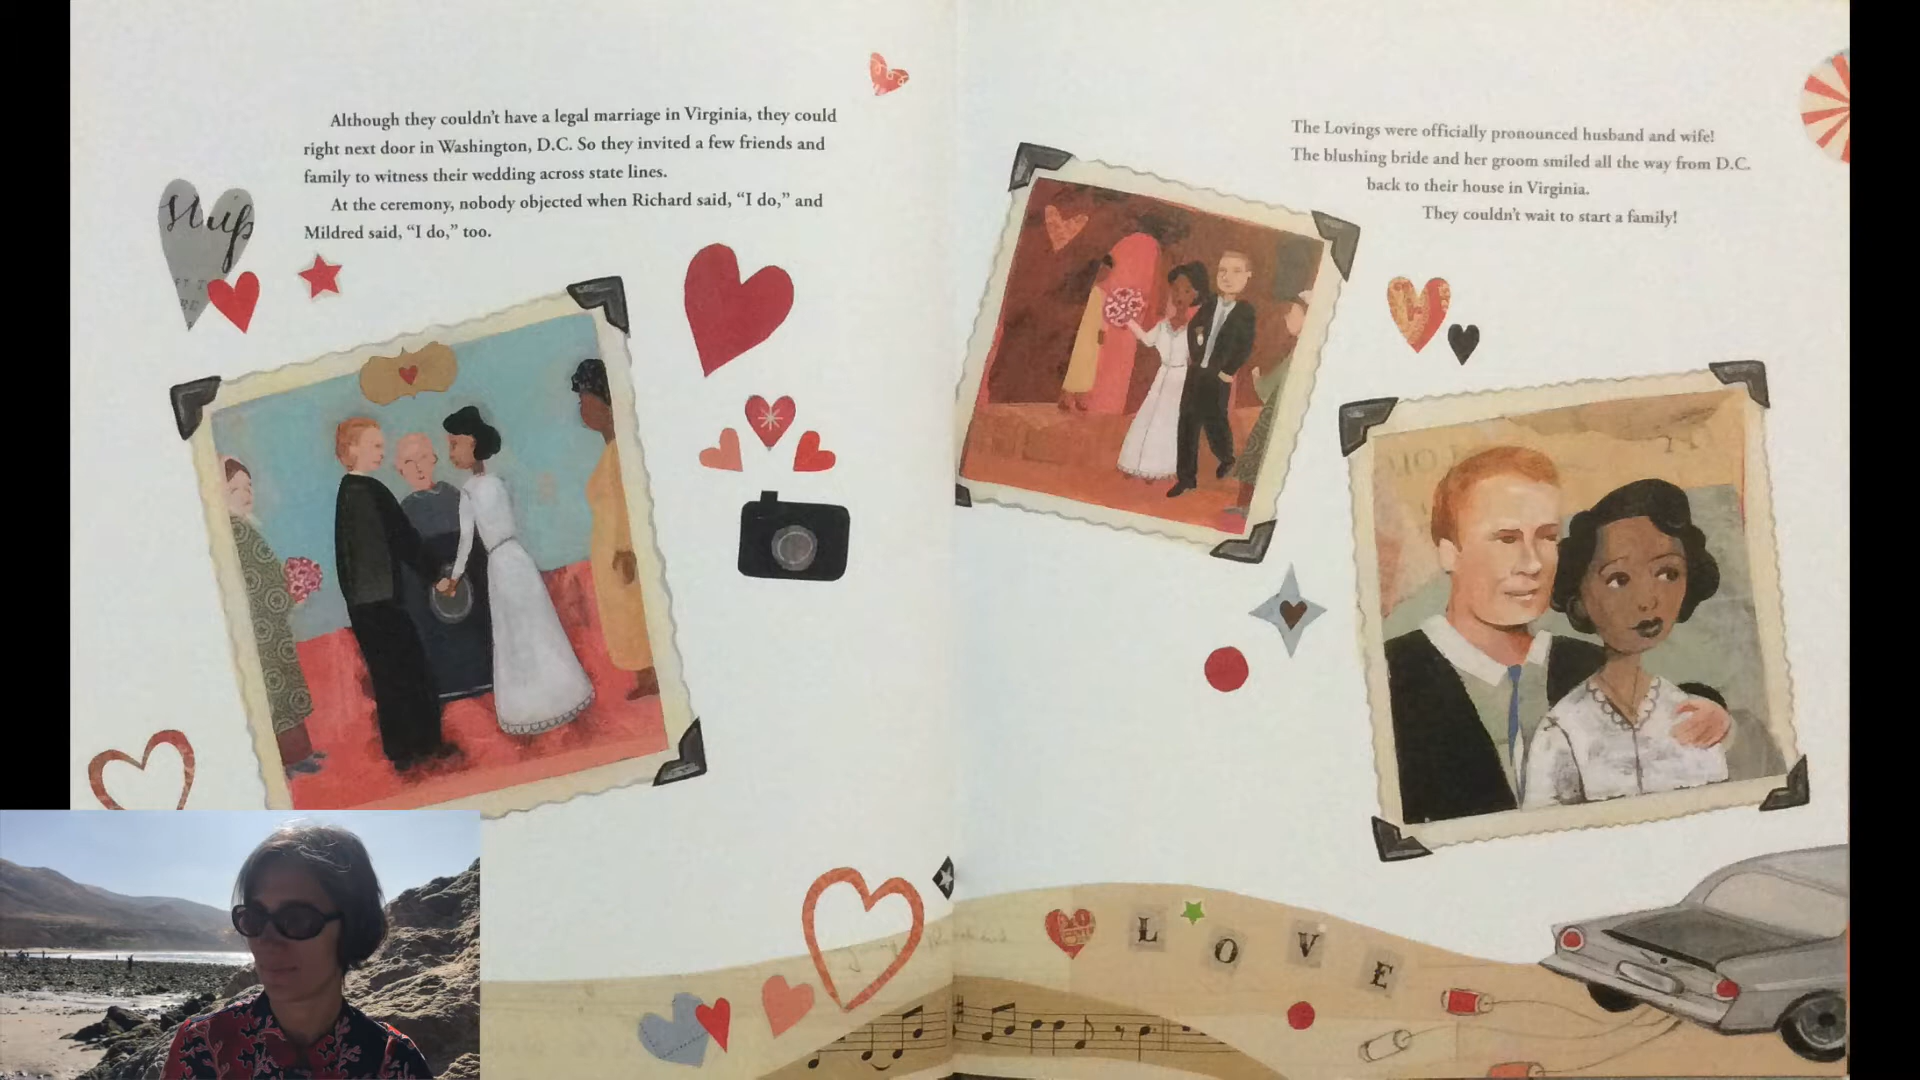 Although they couldn't have a legal marriage in Virginia, they could
right next door in Washington, D.C. So they invited a few friends and
family to witness their wedding across state lines.
At the ceremony, nobody objected when Richard said, “I do,” and
Mildred said, “I do,” too.
The Lovings were officially pronounced husband and wife!
The blushing bride and her groom smiled all the way from D.C.
back to their house in Virginia.
They couldn't wait to start a family!
L O V E